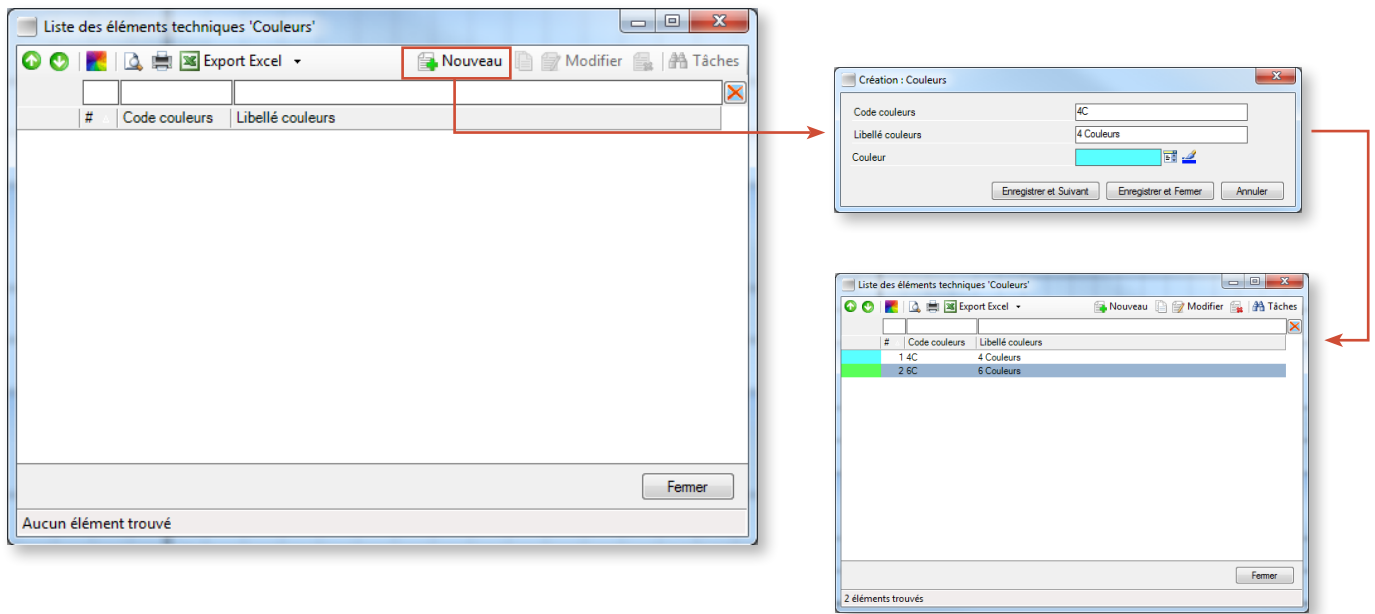 Liste des éléments techniques 'Couleurs'
Export Excel Nouveau Modifier Tâches
# Code couleurs Libellé couleurs
Fermer
Aucun élément trouvé
Création : Couleurs
Code couleurs 4C
Libellé couleurs 4 Couleurs
Couleur
Enregistrer et Suivant Enregistrer et Fermer Annuler
Liste des éléments techniques 'Couleurs'
Export Excel Nouveau Modifier Tâches
# Code couleurs Libellé couleurs
1 4C 4 Couleurs
2 6C 6 Couleurs
Fermer
2 éléments trouvés